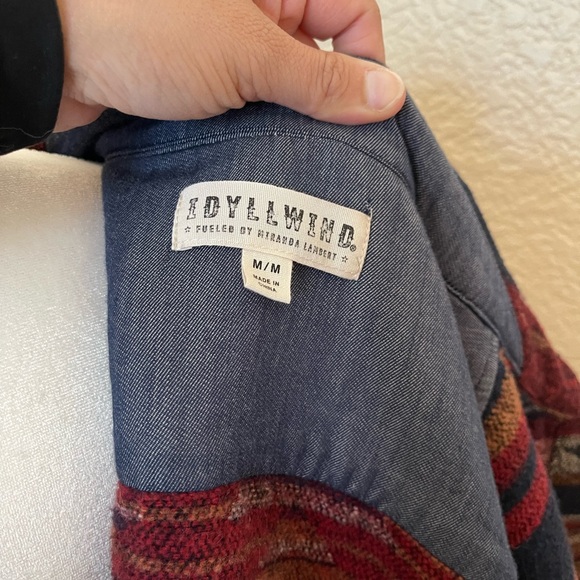 IDYLLWIND®
☆ FUELED BY MIRANDA LAMBERT ☆
M/M
MADE IN
CHINA